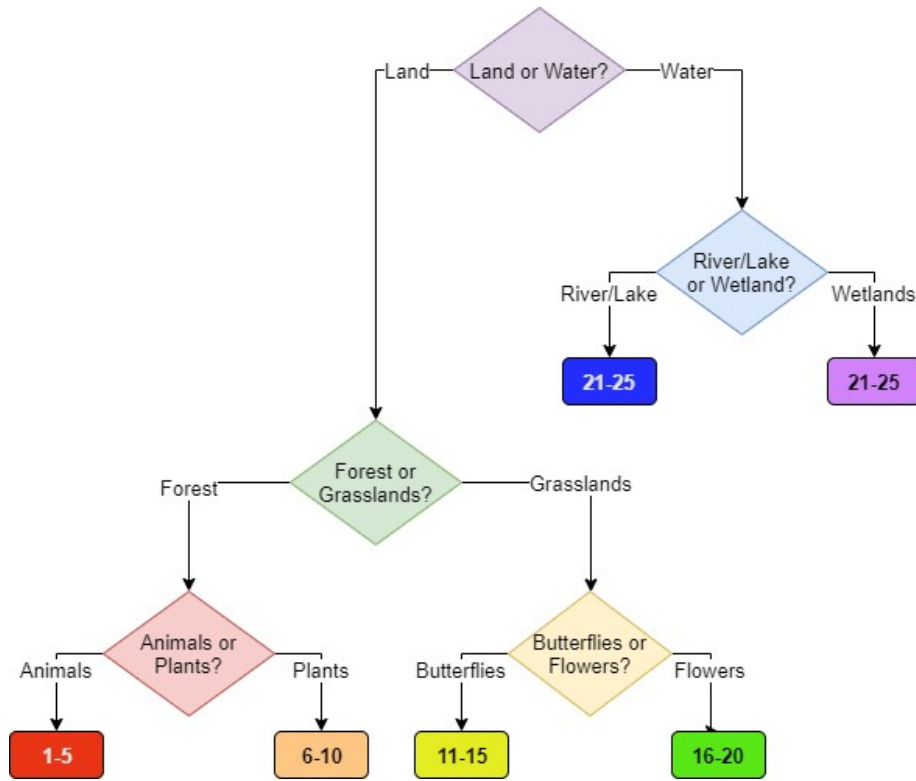 Land
Land or Water?
Water
River/Lake
or Wetland?
River/Lake
Wetlands
21-25
21-25
Forest or
Grasslands?
Forest
Grasslands
Animals or
Plants?
Butterflies or
Flowers?
Animals
Plants
Butterflies
Flowers
1-5
6-10
11-15
16-20